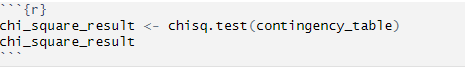 ```{r}
chi_square_result <- chisq.test(contingency_table)
chi_square_result
```